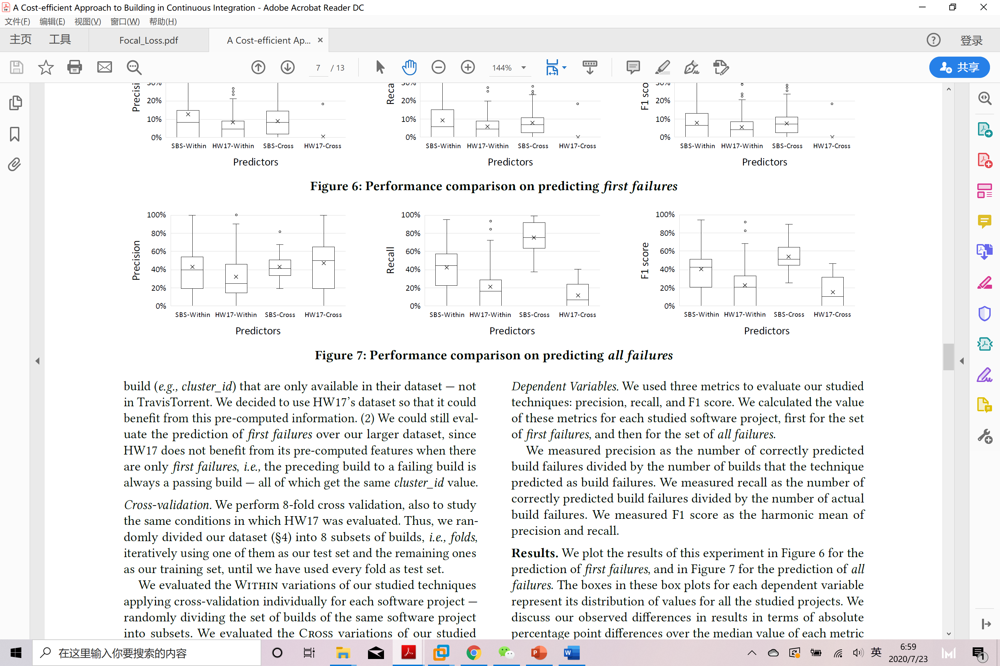 A Cost-efficient Approach to Building in Continuous Integration - Adobe Acrobat Reader DC
文件(F) 编辑(E) 视图(V) 窗口(W) 帮助(H)
主页 工具 Focal_Loss.pdf A Cost-efficient Ap... 登录
7 / 13 144% 共享
20%
10%
0%
SBS-Within HW17-Within SBS-Cross HW17-Cross
Predictors
20%
10%
0%
SBS-Within HW17-Within SBS-Cross HW17-Cross
Predictors
20%
10%
0%
SBS-Within HW17-Within SBS-Cross HW17-Cross
Predictors
Figure 6: Performance comparison on predicting first failures
Precision
100%
80%
60%
40%
20%
0%
SBS-Within HW17-Within SBS-Cross HW17-Cross
Predictors
Recall
100%
80%
60%
40%
20%
0%
SBS-Within HW17-Within SBS-Cross HW17-Cross
Predictors
F1 score
100%
80%
60%
40%
20%
0%
SBS-Within HW17-Within SBS-Cross HW17-Cross
Predictors
Figure 7: Performance comparison on predicting all failures
build (e.g., cluster_id) that are only available in their dataset — not
in TravisTorrent. We decided to use HW17's dataset so that it could
benefit from this pre-computed information. (2) We could still eval-
uate the prediction of first failures over our larger dataset, since
HW17 does not benefit from its pre-computed features when there
are only first failures, i.e., the preceding build to a failing build is
always a passing build — all of which get the same cluster_id value.
Cross-validation. We perform 8-fold cross validation, also to study
the same conditions in which HW17 was evaluated. Thus, we ran-
domly divided our dataset (§4) into 8 subsets of builds, i.e., folds,
iteratively using one of them as our test set and the remaining ones
as our training set, until we have used every fold as test set.
We evaluated the Within variations of our studied techniques
applying cross-validation individually for each software project —
randomly dividing the set of builds of the same software project
into subsets. We evaluated the Cross variations of our studied
Dependent Variables. We used three metrics to evaluate our studied
techniques: precision, recall, and F1 score. We calculated the value
of these metrics for each studied software project, first for the set
of first failures, and then for the set of all failures.
We measured precision as the number of correctly predicted
build failures divided by the number of builds that the technique
predicted as build failures. We measured recall as the number of
correctly predicted build failures divided by the number of actual
build failures. We measured F1 score as the harmonic mean of
precision and recall.
Results. We plot the results of this experiment in Figure 6 for the
prediction of first failures, and in Figure 7 for the prediction of all
failures. The boxes in these box plots for each dependent variable
represent its distribution of values for all the studied projects. We
discuss our observed differences in results in terms of absolute
percentage point differences over the median value of each metric
在这里输入你要搜索的内容
英
6:59
2020/7/23
1